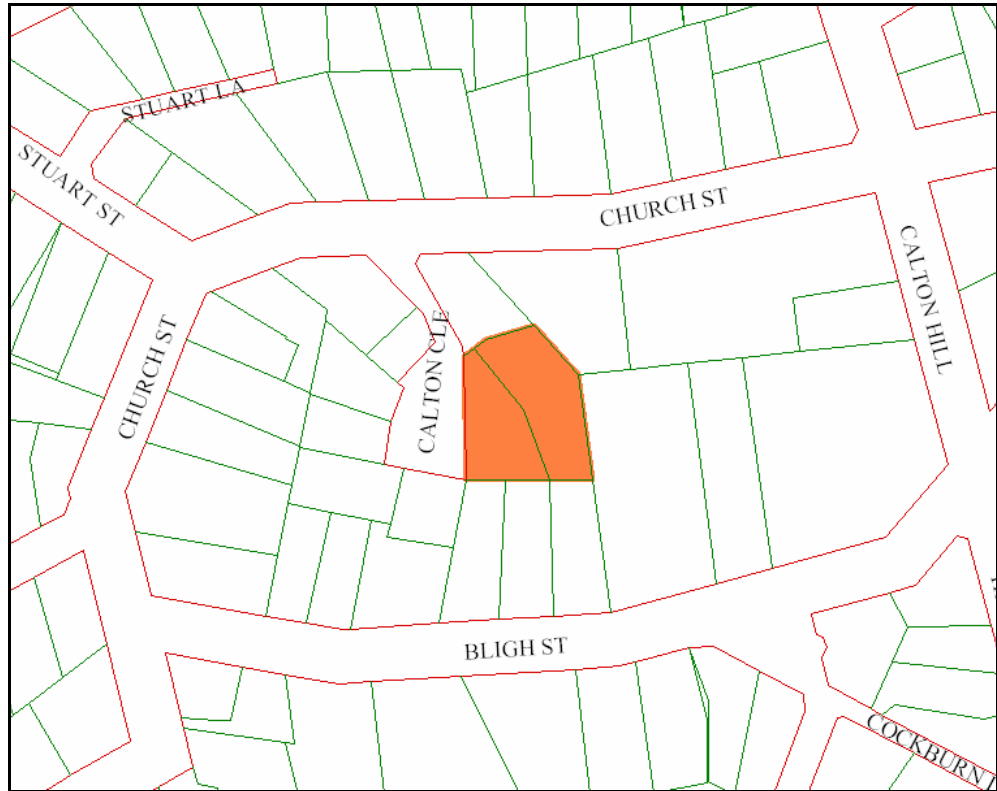 STUART LA
STUART ST
CHURCH ST
CALTON HILL
CHURCH ST
CALTON CLE
BLIGH ST
COCKBURN